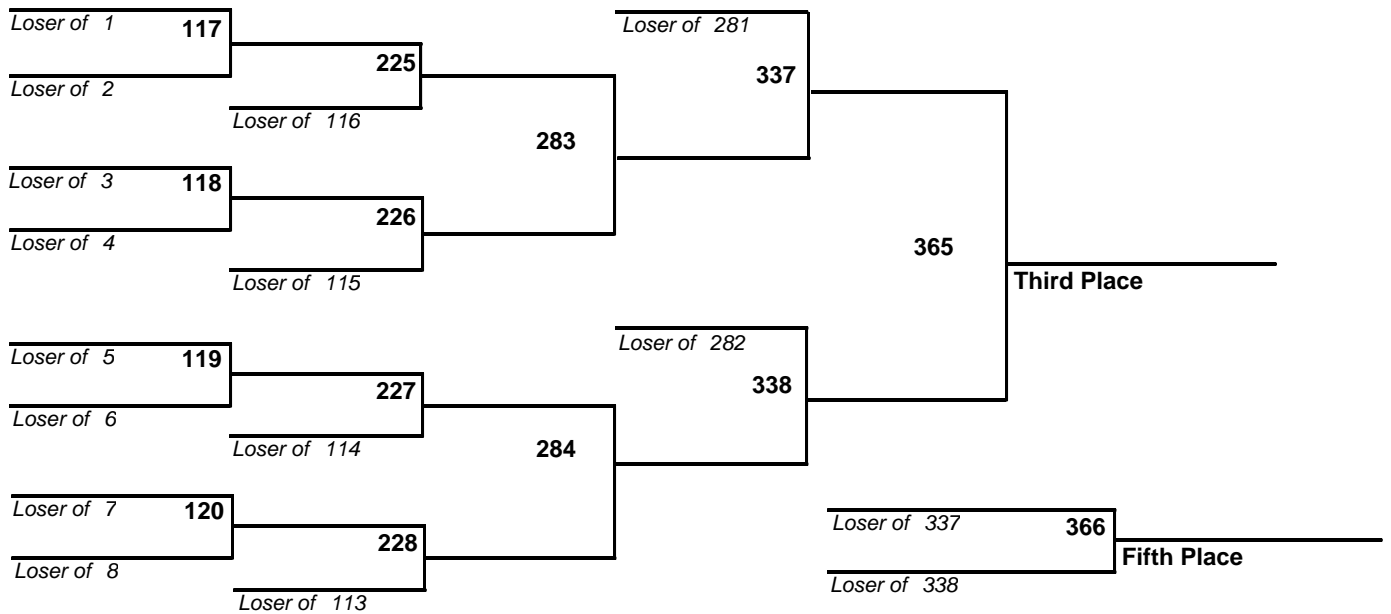 Loser of 1
117
Loser of 2
225
Loser of 116
283
Loser of 3
118
Loser of 4
226
Loser of 115
Loser of 281
337
365
Third Place
Loser of 5
119
Loser of 6
227
Loser of 114
284
Loser of 7
120
Loser of 8
228
Loser of 113
Loser of 282
338
Loser of 337
366
Loser of 338
Fifth Place